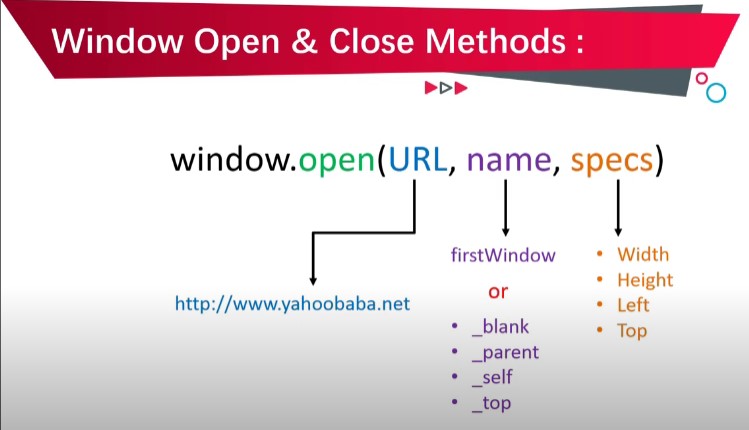 Window Open & Close Methods :
window.open(URL, name, specs)
http://www.yahoobaba.net
firstWindow
or
• _blank
• _parent
• _self
• _top
• Width
• Height
• Left
• Top